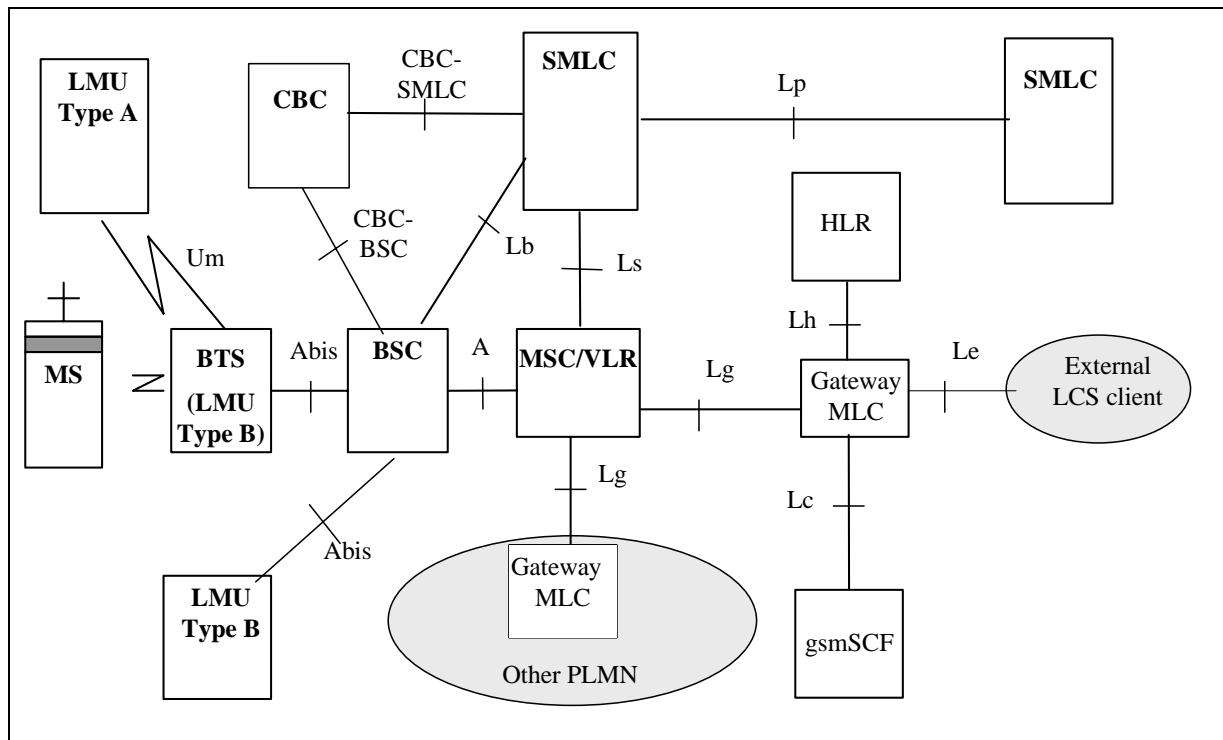 LMU
Type A
CBC
CBC-
SMLC
SMLC
Lp
SMLC
Um
CBC-
BSC
Lb
Ls
HLR
Lh
MS
BTS
(LMU
Type B)
Abis
BSC
A
MSC/VLR
Lg
Gateway
MLC
Le
External
LCS client
Lg
Lc
Abis
LMU
Type B
Gateway
MLC
Other PLMN
gsmSCF